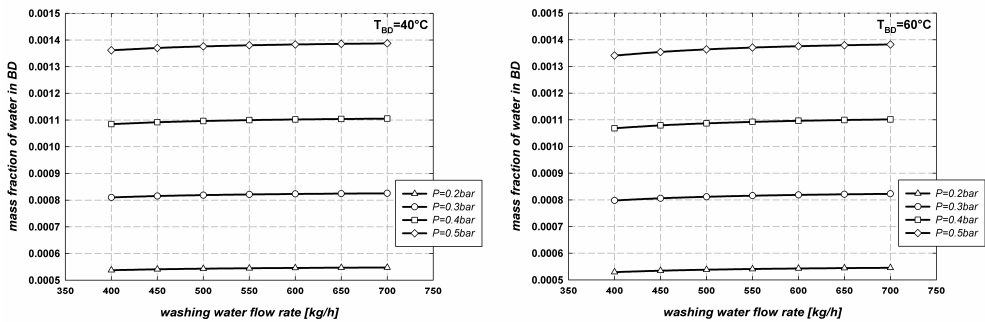 T_BD=40°C
mass fraction of water in BD
0.0015
0.0014
0.0013
0.0012
0.0011
0.0010
0.0009
0.0008
0.0007
0.0006
0.0005
350 400 450 500 550 600 650 700 750
washing water flow rate [kg/h]
P=0.2bar
P=0.3bar
P=0.4bar
P=0.5bar
T_BD=60°C
mass fraction of water in BD
0.0015
0.0014
0.0013
0.0012
0.0011
0.0010
0.0009
0.0008
0.0007
0.0006
0.0005
350 400 450 500 550 600 650 700 750
washing water flow rate [kg/h]
P=0.2bar
P=0.3bar
P=0.4bar
P=0.5bar